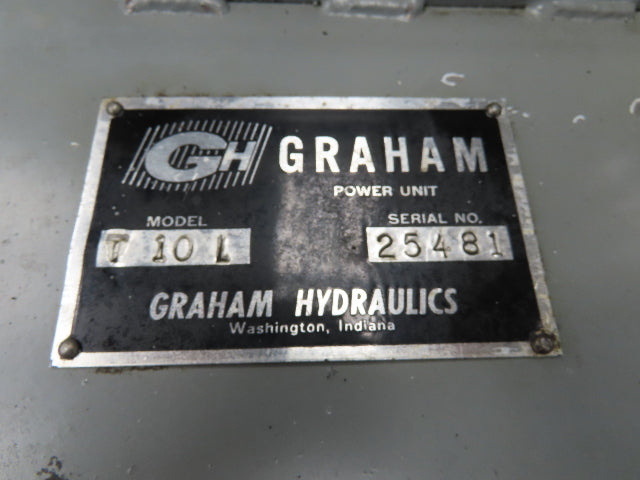 GH GRAHAM
POWER UNIT
MODEL SERIAL NO.
T 10 L 25481
GRAHAM HYDRAULICS
Washington, Indiana